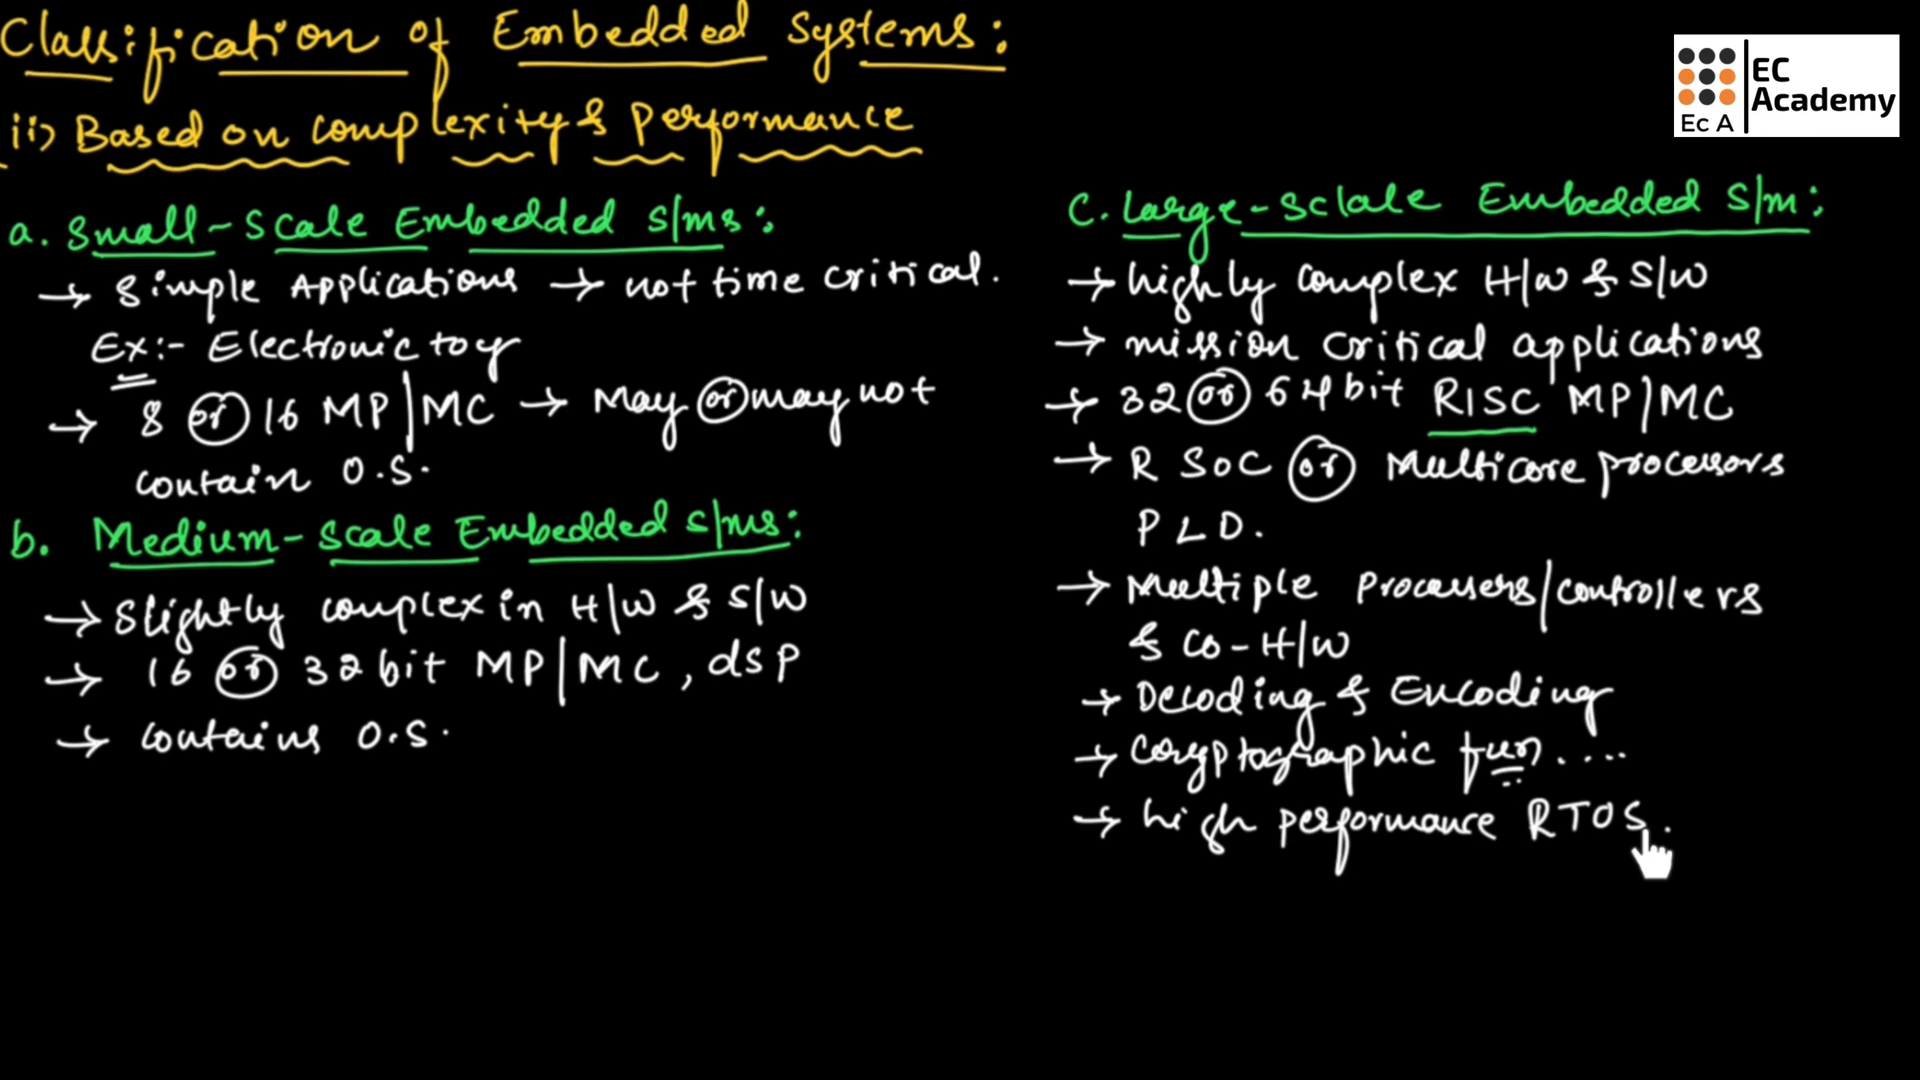 Classification of Embedded Systems:
ii) Based on complexity & Performance
a. Small-Scale Embedded S/ms:
→ Simple Applications → not time critical.
Ex:- Electronic toy
→ 8 or 16 MP/MC → May or may not
contain O.S.
b. Medium-Scale Embedded S/ms:
→ Slightly complex in H/W & S/W
→ 16 or 32 bit MP/MC, dSP
→ contains O.S.
EC
Academy
Ec A
C. Large-Sclale Embedded S/m:
→ highly complex H/W & S/W
→ mission critical applications
→ 32 or 64 bit RISC MP/MC
→ R SoC or Multicore processors
PLD.
→ Multiple Processers/controllers
& Co-H/W
→ Decoding & Encoding
→ Cryptographic fun....
→ high performance RTOS.